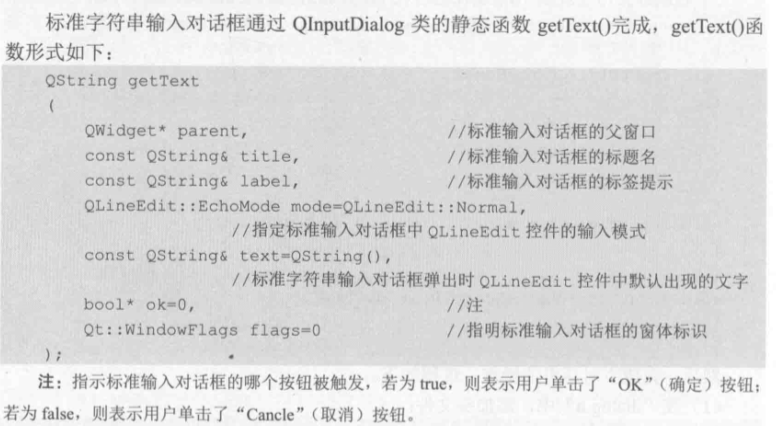 标准字符串输入对话框通过 QInputDialog 类的静态函数 getText()完成，getText()函
数形式如下：
QString getText
(
QWidget* parent, //标准输入对话框的父窗口
const QString& title, //标准输入对话框的标题名
const QString& label, //标准输入对话框的标签提示
QLineEdit::EchoMode mode=QLineEdit::Normal,
//指定标准输入对话框中 QLineEdit 控件的输入模式
const QString& text=QString(),
//标准字符串输入对话框弹出时 QLineEdit 控件中默认出现的文字
bool* ok=0, //注
Qt::WindowFlags flags=0 //指明标准输入对话框的窗体标识
);
注：指示标准输入对话框的哪个按钮被触发，若为 true，则表示用户单击了“OK”（确定）按钮；
若为 false，则表示用户单击了“Cancle”（取消）按钮。